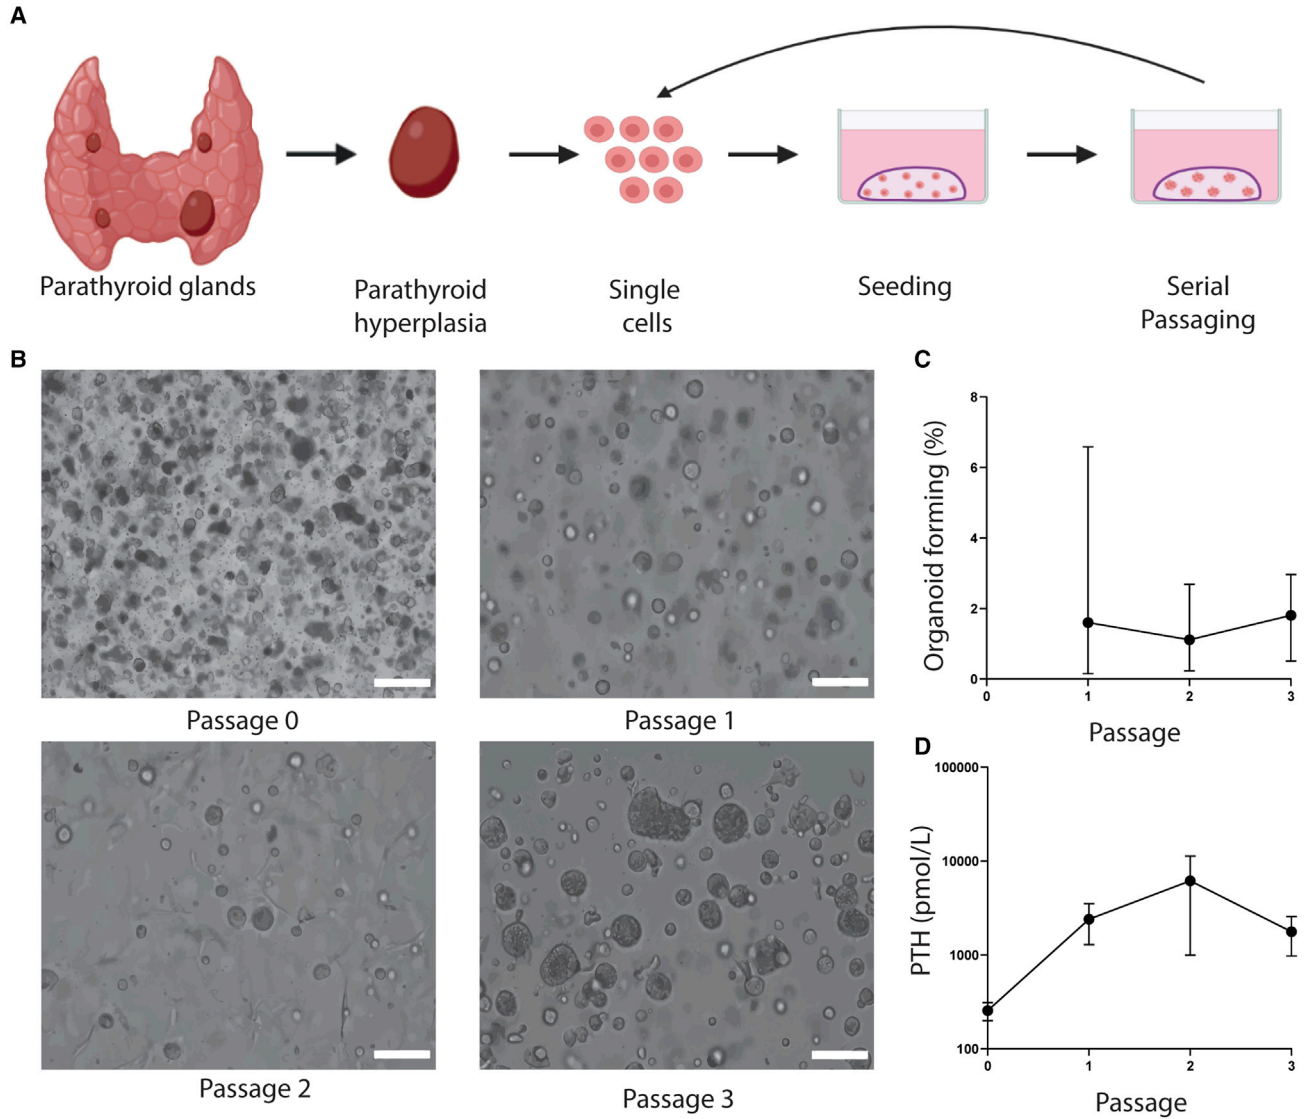 A
Parathyroid glands
Parathyroid
hyperplasia
Single
cells
Seeding
Serial
Passaging
B
Passage 0
Passage 1
Passage 2
Passage 3
C
Organoid forming (%)
8
6
4
2
0
0
1
2
3
Passage
D
PTH (pmol/L)
100000
10000
1000
100
0
1
2
3
Passage